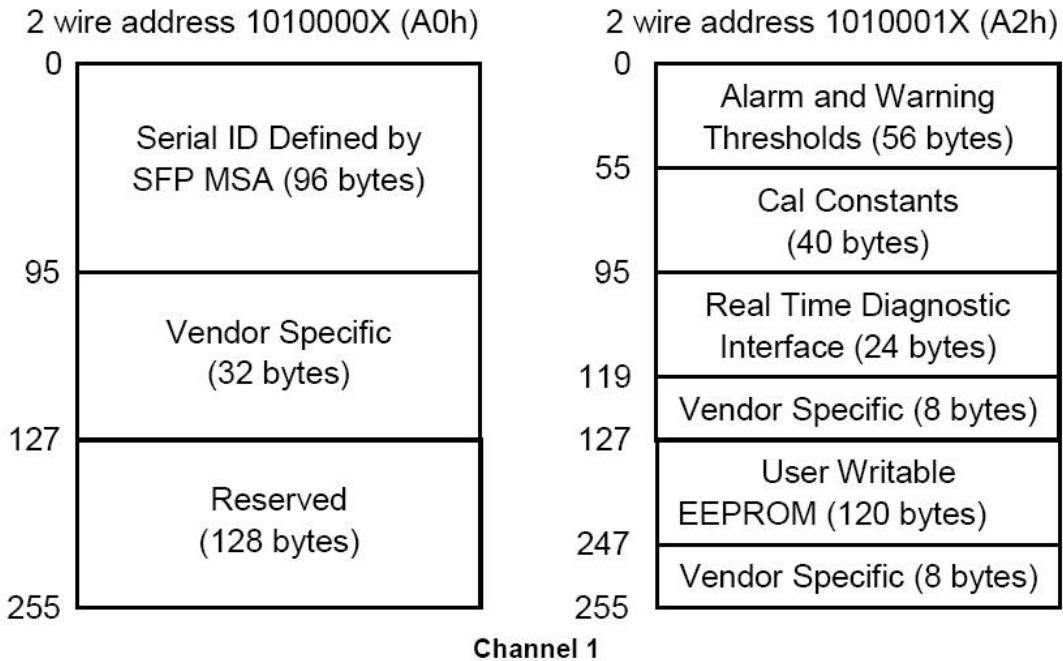 2 wire address 1010000X (A0h)
0
Serial ID Defined by
SFP MSA (96 bytes)
95
Vendor Specific
(32 bytes)
127
Reserved
(128 bytes)
255
2 wire address 1010001X (A2h)
0
Alarm and Warning
Thresholds (56 bytes)
55
Cal Constants
(40 bytes)
95
Real Time Diagnostic
Interface (24 bytes)
119
Vendor Specific (8 bytes)
127
User Writable
EEPROM (120 bytes)
247
Vendor Specific (8 bytes)
255
Channel 1